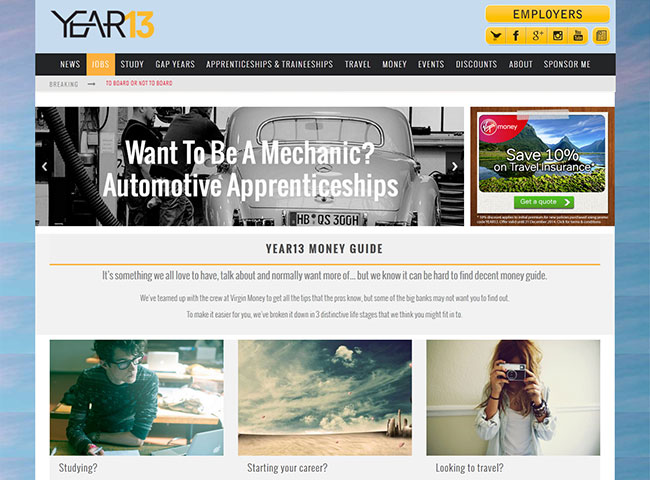 YEAR13
EMPLOYERS
NEWS JOBS STUDY GAP YEARS APPRENTICESHIPS & TRAINEESHIPS TRAVEL MONEY EVENTS DISCOUNTS ABOUT SPONSOR ME
BREAKING TO BOARD OR NOT TO BOARD
Want To Be A Mechanic?
Automotive Apprenticeships
HB QS 300H
Virgin money
Save 10%
on Travel Insurance*
Get a quote
YEAR13 MONEY GUIDE
It's something we all love to have, talk about and normally want more of... but we know it can be hard to find decent money guide.
We've teamed up with the crew at Virgin Money to get all the tips that the pros know, but some of the big banks may not want you to find out.
To make it easier for you, we've broken it down in 3 distinctive life stages that we think you might fit in to.
Studying?
Starting your career?
Looking to travel?